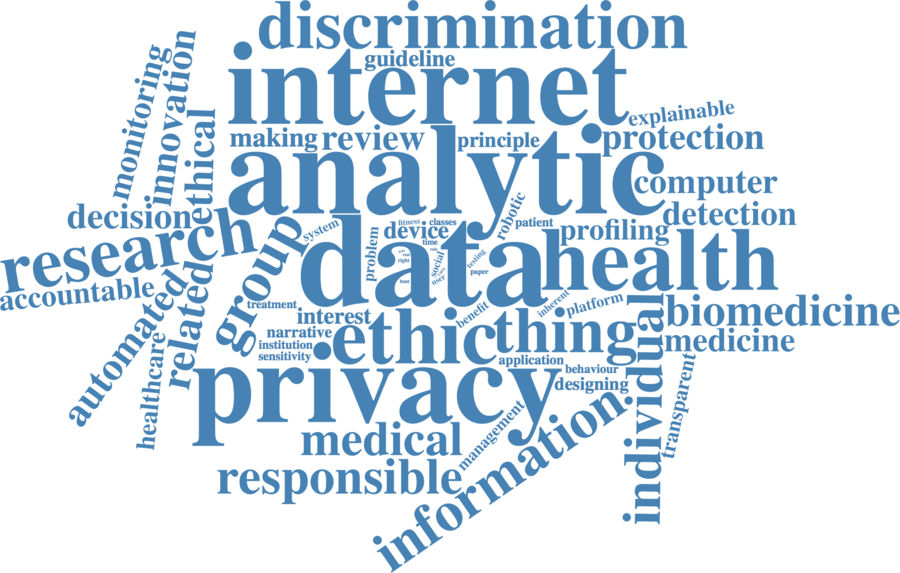 discrimination
guideline
internet
monitoring
innovation
ethical
explainable
making
review
principle
protection
analytic
computer
decision
detection
research
group
system
fitness
classes
device
time
robotic
patient
profiling
problem
social
user
testing
paper
right
data
health
accountable
related
automated
healthcare
treatment
interest
narrative
institution
sensitivity
benefit
inherent
platform
biomedicine
ethic
thing
individual
medicine
application
behaviour
designing
transparent
privacy
medical
management
information
responsible